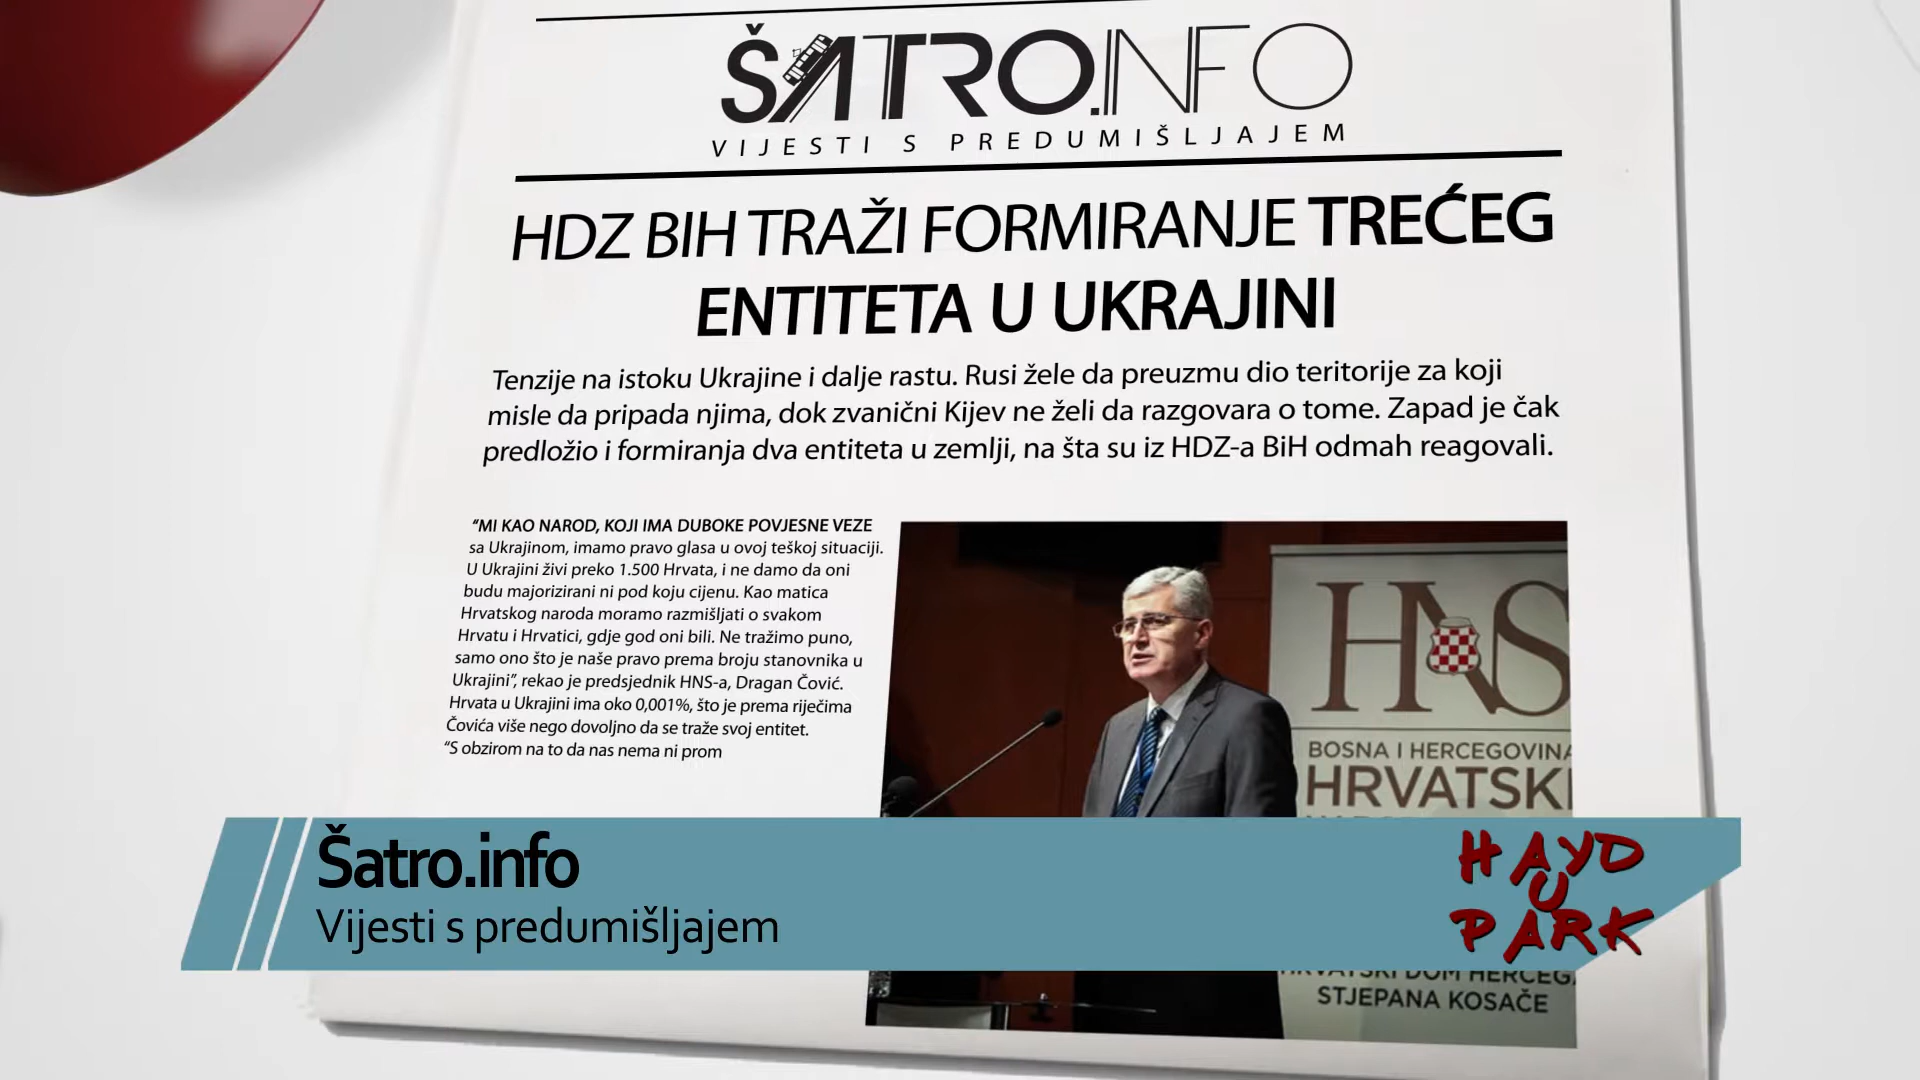 ŠATRO.INFO
VIJESTI S PREDUMIŠLJAJEM
HDZ BIH TRAŽI FORMIRANJE TREĆEG
ENTITETA U UKRAJINI
Tenzije na istoku Ukrajine i dalje rastu. Rusi žele da preuzmu dio teritorije za koji
misle da pripada njima, dok zvanični Kijev ne želi da razgovara o tome. Zapad je čak
predložio i formiranja dva entiteta u zemlji, na šta su iz HDZ-a BiH odmah reagovali.
“MI KAO NAROD, KOJI IMA DUBOKE POVJESNE VEZE
sa Ukrajinom, imamo pravo glasa u ovoj teškoj situaciji.
U Ukrajini živi preko 1.500 Hrvata, i ne damo da oni
budu majorizirani ni pod koju cijenu. Kao matica
Hrvatskog naroda moramo razmišljati o svakom
Hrvatu i Hrvatici, gdje god oni bili. Ne tražimo puno,
samo ono što je naše pravo prema broju stanovnika u
Ukrajini”, rekao je predsjednik HNS-a, Dragan Čović.
Hrvata u Ukrajini ima oko 0,001%, što je prema riječima
Čovića više nego dovoljno da se traže svoj entitet.
“S obzirom na to da nas nema ni prom
HNS
BOSNA I HERCEGOVINA
HRVATSKI
HRVATSKI DOM HERCEG
STJEPANA KOSAČE
Šatro.info
Vijesti s predumišljajem
HAYD
U
PARK